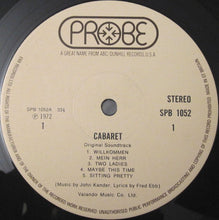 PROBE
A GREAT NAME FROM ABC/DUNHILL RECORDS U.S.A.
SPB 1052A 33⅓
℗ 1972
1
STEREO
SPB 1052
1
CABARET
Original Soundtrack
1. WILLKOMMEN
2. MEIN HERR
3. TWO LADIES
4. MAYBE THIS TIME
5. SITTING PRETTY
(Music by John Kander: Lyrics by Fred Ebb)
Valando Music Co. Ltd.